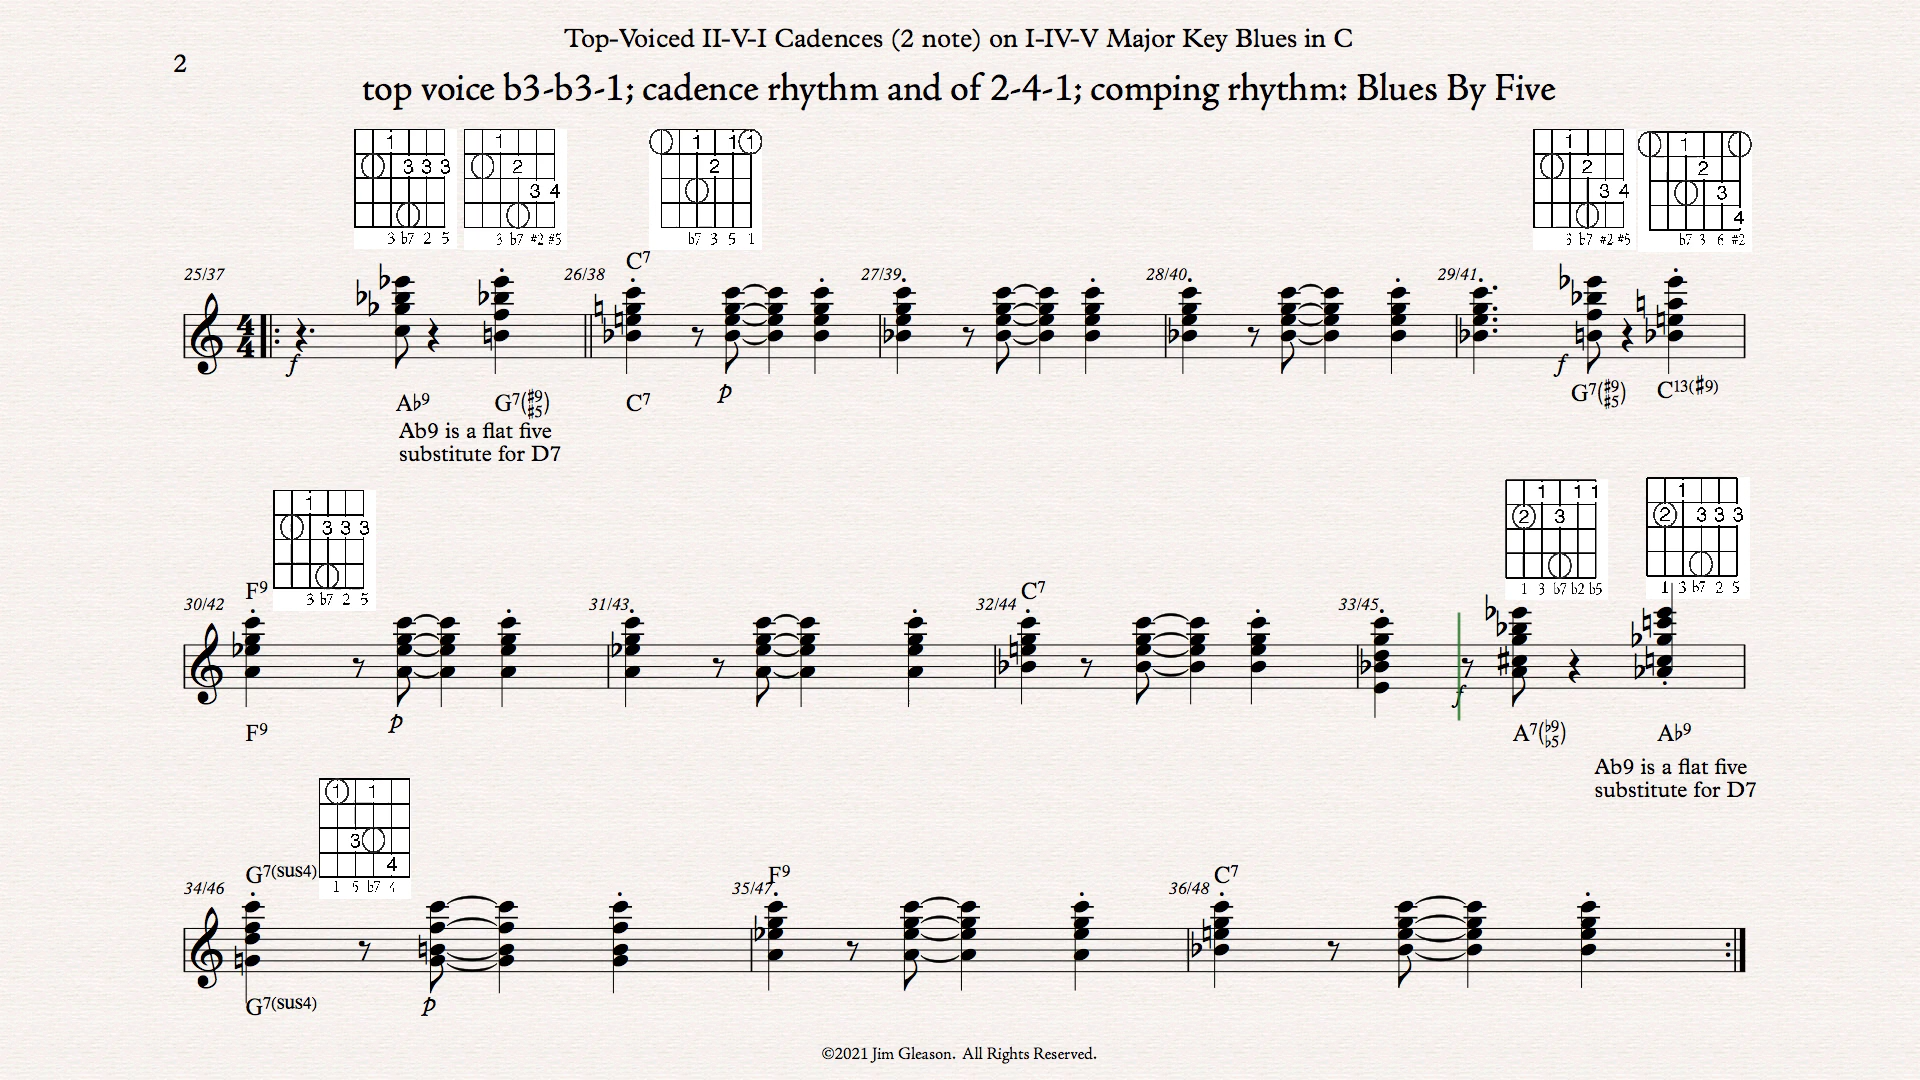 Top-Voiced II-V-I Cadences (2 note) on I-IV-V Major Key Blues in C
2
top voice b3-b3-1; cadence rhythm and of 2-4-1; comping rhythm: Blues By Five
1 1 1 1 1 1 1
3 3 3 2 2 2 2
3 4 3 4 3
4
3 b7 2 5 3 b7 #2 #5 b7 3 5 1 3 b7 #2 #5 b7 3 6 #2
C7
25/37 26/38 27/39 28/40 29/41
4
4
f p f
A♭9 G7(♯9 ♯5) C7 G7(♯9 ♯5) C13(♯9)
Ab9 is a flat five
substitute for D7
1 1 1 1 1
3 3 3 2 3 2 3 3 3
3 b7 2 5 1 3 b7 b2 b5 1 3 b7 2 5
F9 C7
30/42 31/43 32/44 33/45
p f
F9 A7(♭9 ♭5) A♭9
Ab9 is a flat five
substitute for D7
1 1
3
4
1 5 b7 4
G7(sus4) F9 C7
34/46 35/47 36/48
G7(sus4) p
©2021 Jim Gleason. All Rights Reserved.